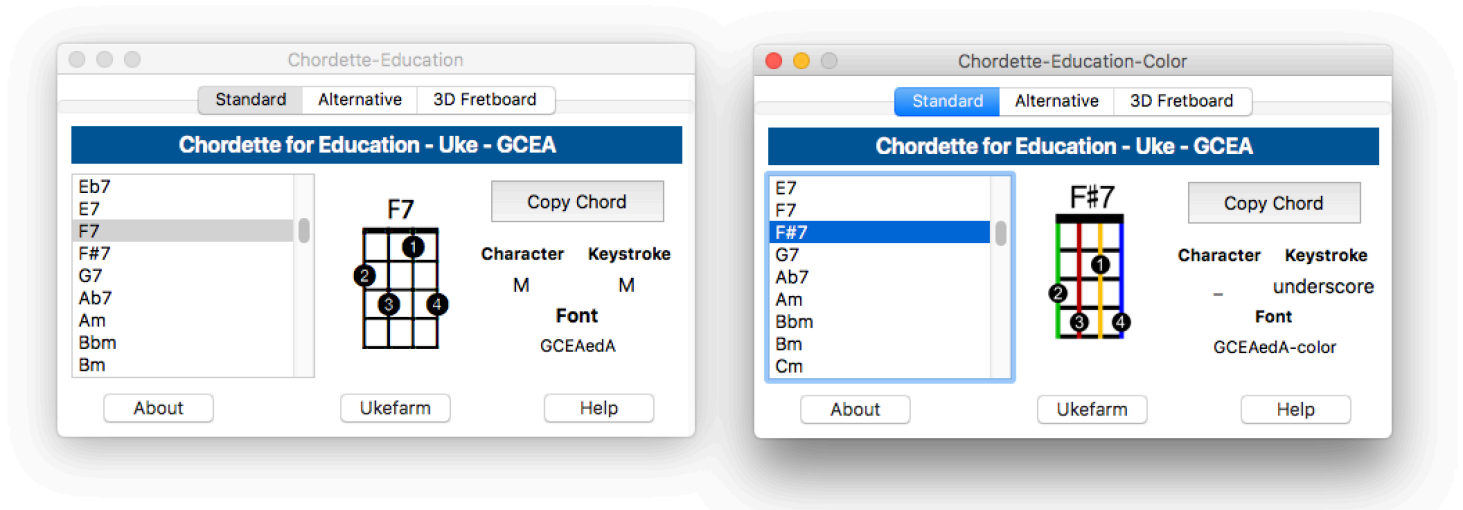 Chordette-Education
Standard Alternative 3D Fretboard
Chordette for Education - Uke - GCEA
Eb7
E7
F7
F#7
G7
Ab7
Am
Bbm
Bm
F7
1
2
3 4
Copy Chord
Character Keystroke
M M
Font
GCEAedA
About Ukefarm Help
Chordette-Education-Color
Standard Alternative 3D Fretboard
Chordette for Education - Uke - GCEA
E7
F7
F#7
G7
Ab7
Am
Bbm
Bm
Cm
F#7
1
2
3 4
Copy Chord
Character Keystroke
_ underscore
Font
GCEAedA-color
About Ukefarm Help